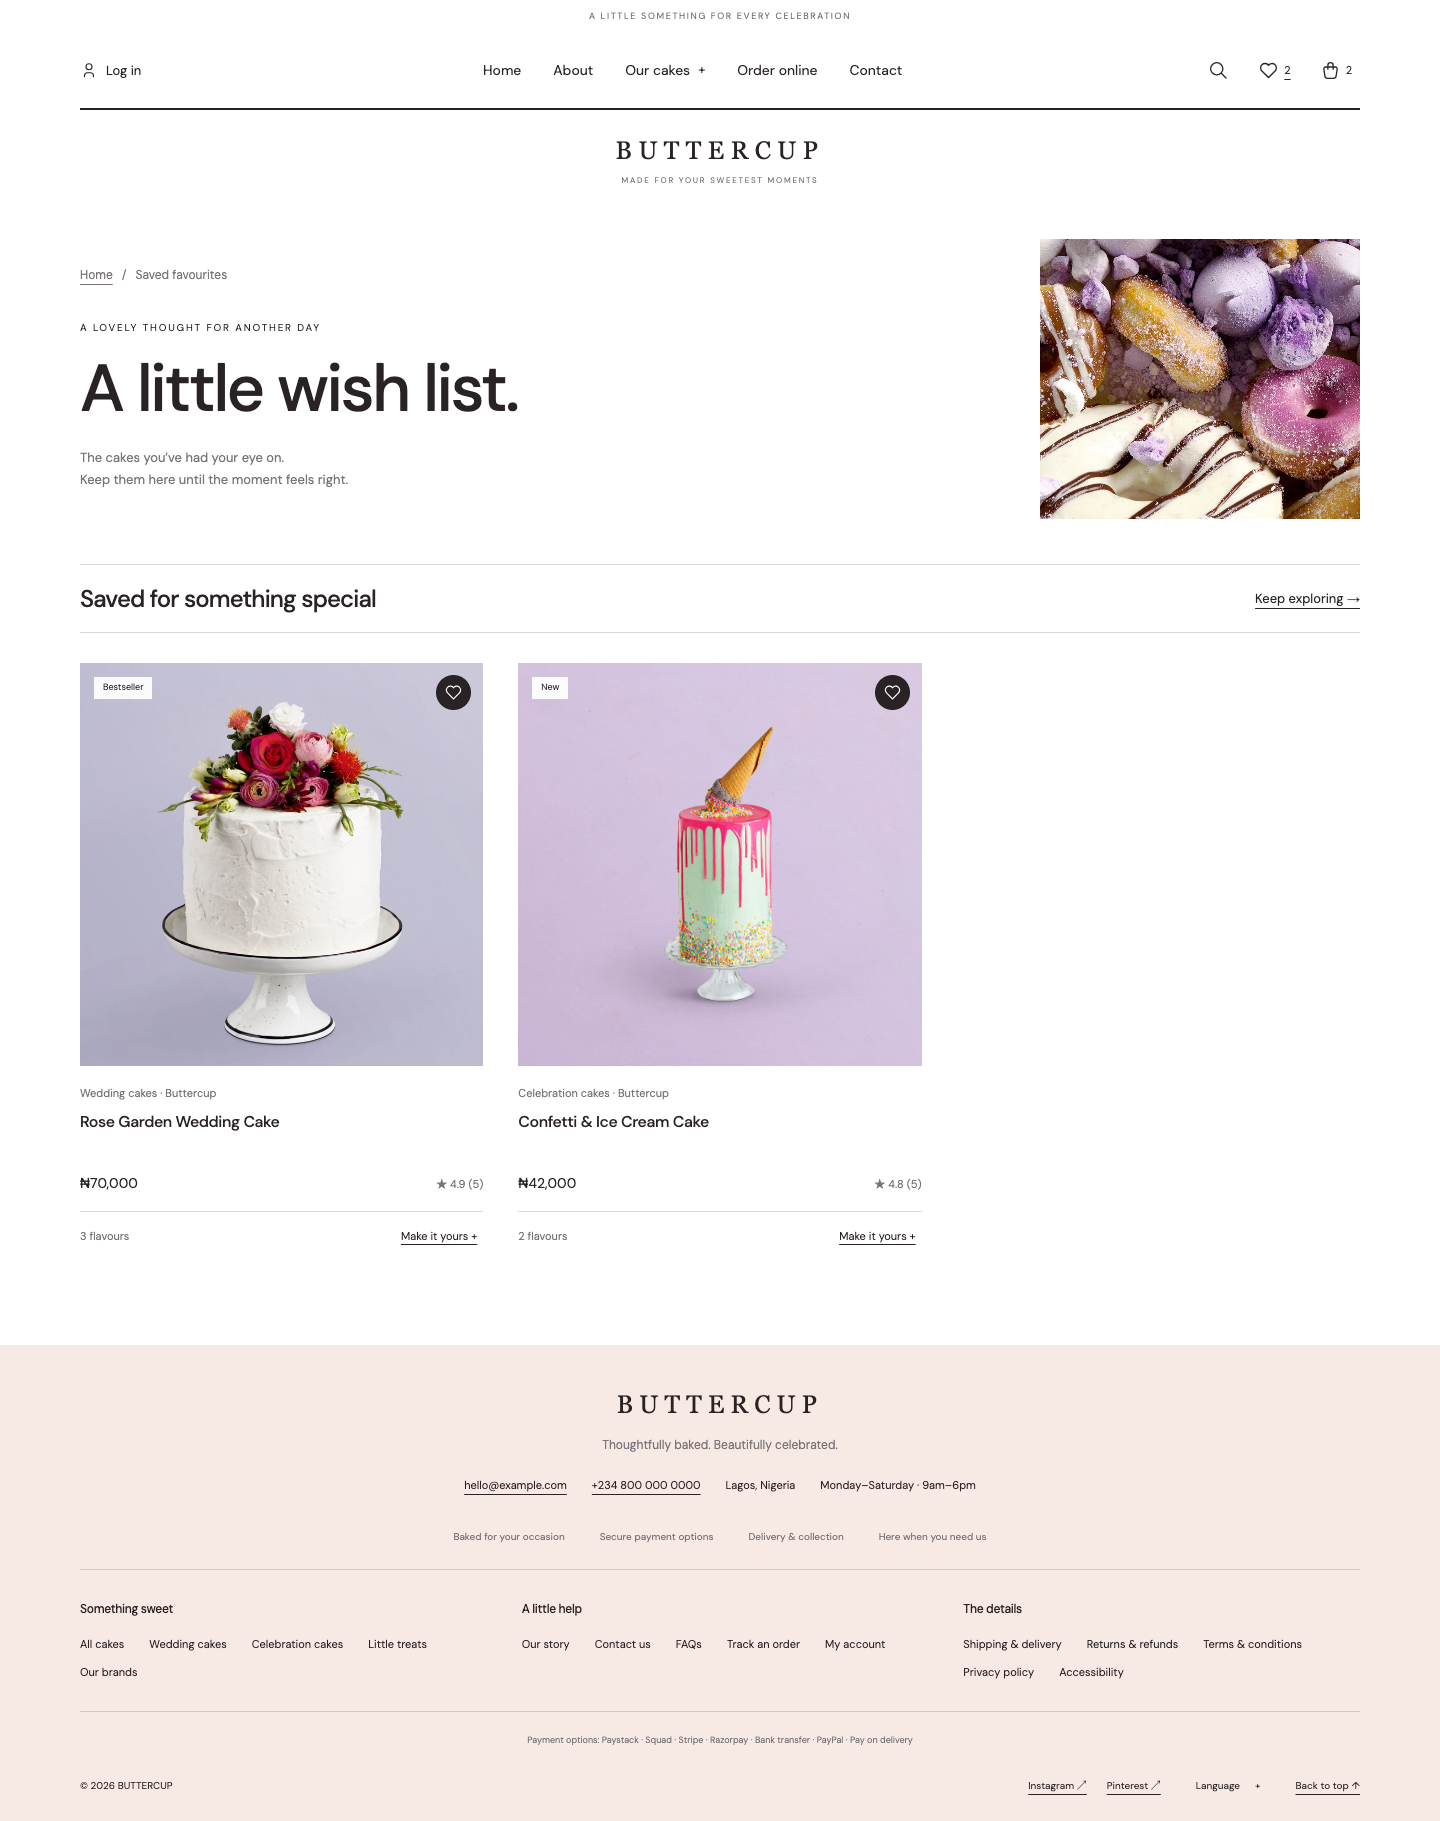 A LITTLE SOMETHING FOR EVERY CELEBRATION
Log in
Home
About
Our cakes +
Order online
Contact
2
2
BUTTERCUP
MADE FOR YOUR SWEETEST MOMENTS
Home / Saved favourites
A LOVELY THOUGHT FOR ANOTHER DAY
A little wish list.
The cakes you’ve had your eye on.
Keep them here until the moment feels right.
Saved for something special
Keep exploring →
Bestseller
Wedding cakes · Buttercup
Rose Garden Wedding Cake
₦70,000
★ 4.9 (5)
3 flavours
Make it yours +
New
Celebration cakes · Buttercup
Confetti & Ice Cream Cake
₦42,000
★ 4.8 (5)
2 flavours
Make it yours +
BUTTERCUP
Thoughtfully baked. Beautifully celebrated.
hello@example.com
+234 800 000 0000
Lagos, Nigeria
Monday–Saturday · 9am–6pm
Baked for your occasion
Secure payment options
Delivery & collection
Here when you need us
Something sweet
All cakes
Wedding cakes
Celebration cakes
Little treats
Our brands
A little help
Our story
Contact us
FAQs
Track an order
My account
The details
Shipping & delivery
Returns & refunds
Terms & conditions
Privacy policy
Accessibility
Payment options: Paystack · Squad · Stripe · Razorpay · Bank transfer · PayPal · Pay on delivery
© 2026 BUTTERCUP
Instagram ↗
Pinterest ↗
Language +
Back to top ↑